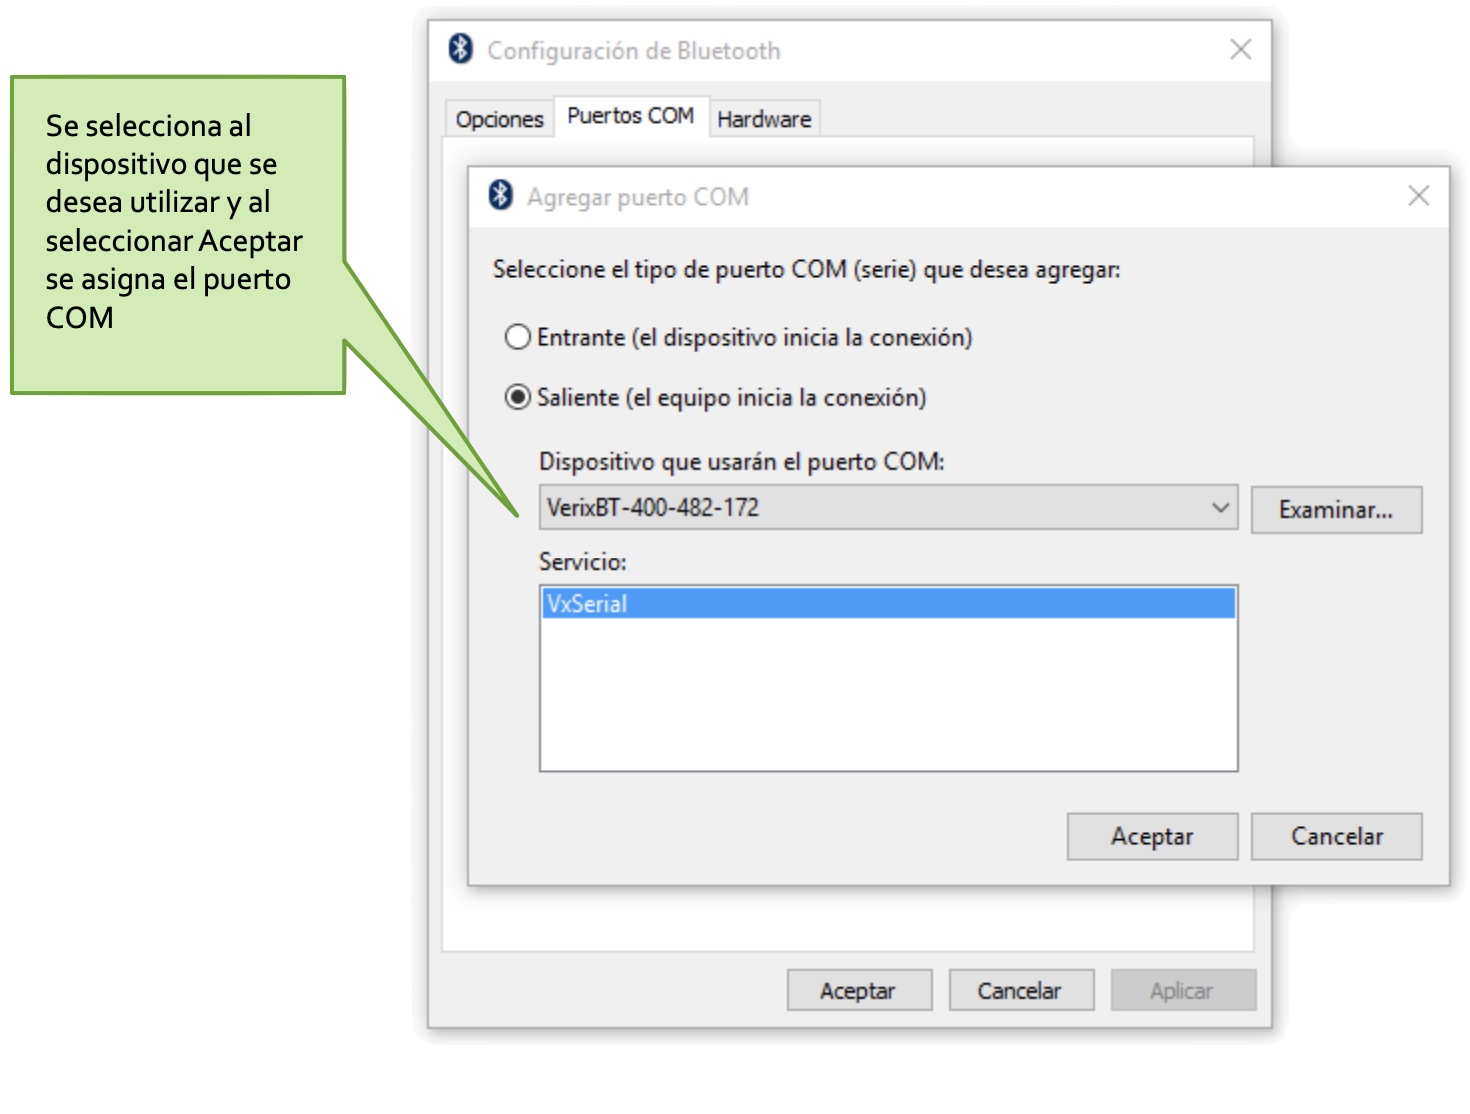 Configuración de Bluetooth
Opciones Puertos COM Hardware
Se selecciona al
dispositivo que se
desea utilizar y al
seleccionar Aceptar
se asigna el puerto
COM
Agregar puerto COM
Seleccione el tipo de puerto COM (serie) que desea agregar:
Entrante (el dispositivo inicia la conexión)
Saliente (el equipo inicia la conexión)
Dispositivo que usarán el puerto COM:
VerixBT-400-482-172
Examinar...
Servicio:
VxSerial
Aceptar Cancelar
Aceptar Cancelar Aplicar